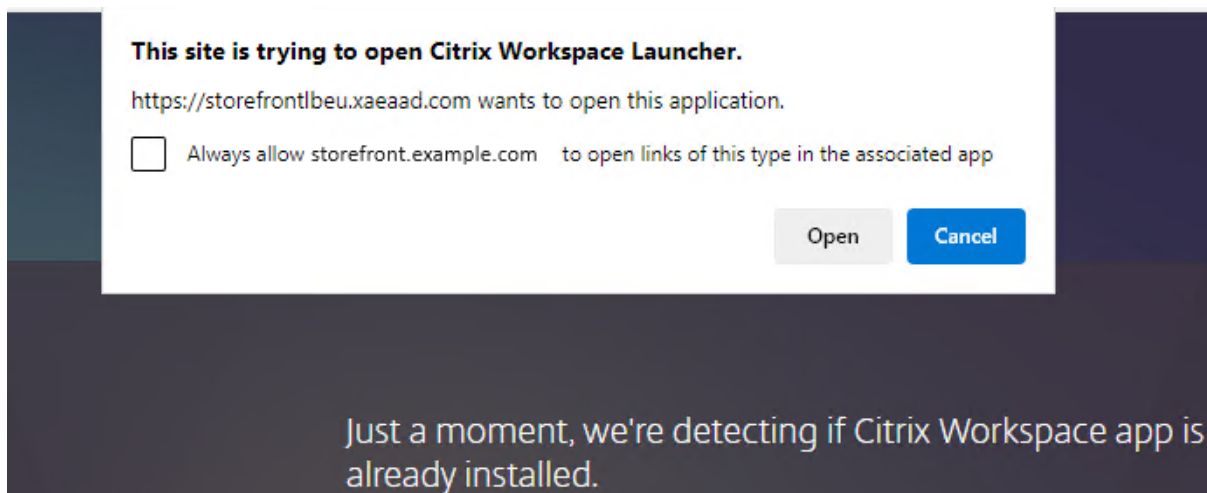 This site is trying to open Citrix Workspace Launcher.
https://storefrontlbeu.xaeaad.com wants to open this application.
Always allow storefront.example.com to open links of this type in the associated app
Open Cancel
Just a moment, we're detecting if Citrix Workspace app is
already installed.